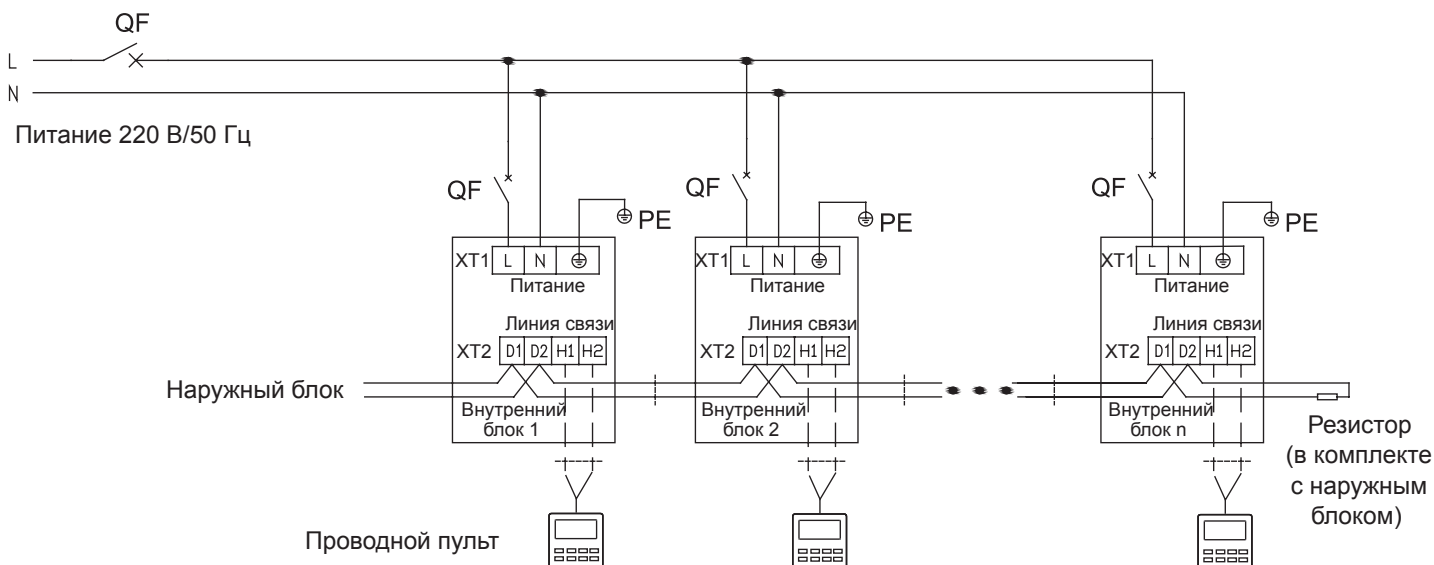 QF
L
N
Питание 220 В/50 Гц
QF
QF
QF
PE
PE
PE
XT1 L N
XT1 L N
XT1 L N
Питание
Питание
Питание
Линия связи
Линия связи
Линия связи
XT2 D1 D2 H1 H2
XT2 D1 D2 H1 H2
XT2 D1 D2 H1 H2
Наружный блок
Внутренний
блок 1
Внутренний
блок 2
Внутренний
блок n
Резистор
(в комплекте
с наружным
блоком)
Проводной пульт